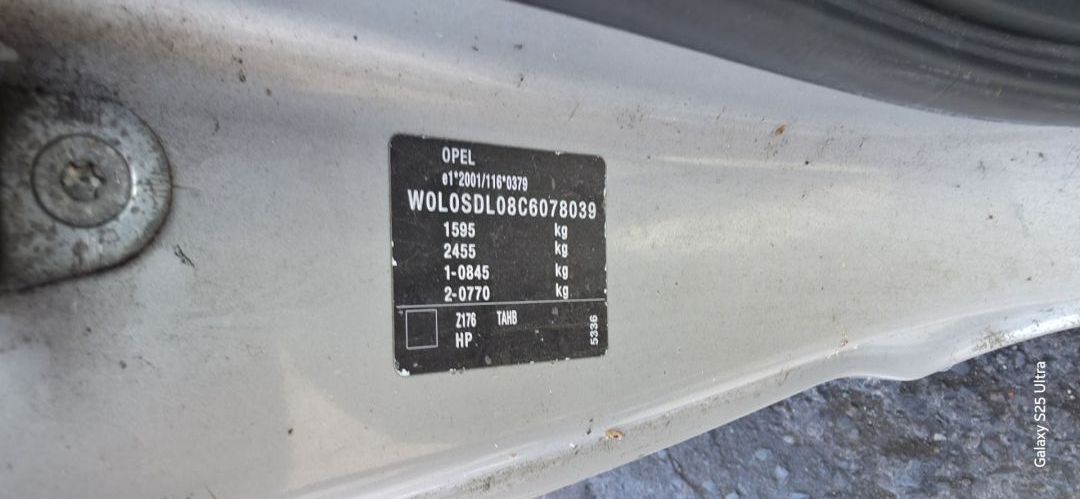 OPEL
e1*2001/116*0379
W0L0SDL08C6078039
1595 kg
2455 kg
1-0845 kg
2-0770 kg
Z176 TAHB
HP
5336
Galaxy S25 Ultra